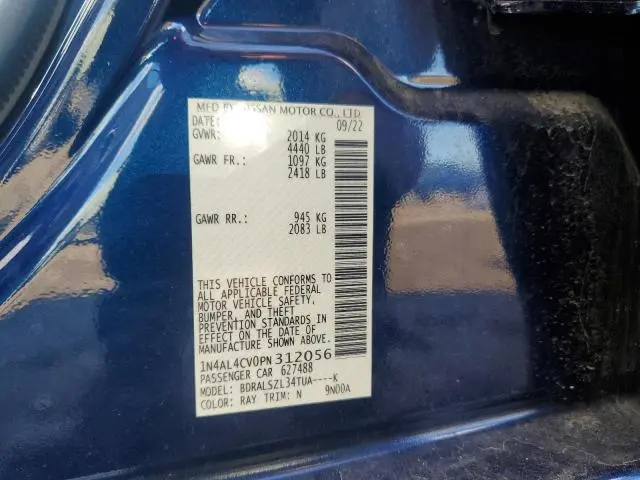 MFD BY NISSAN MOTOR CO., LTD
DATE: 09/22
GVWR: 2014 KG
4440 LB
GAWR FR.: 1097 KG
2418 LB
GAWR RR.: 945 KG
2083 LB
THIS VEHICLE CONFORMS TO
ALL APPLICABLE FEDERAL
MOTOR VEHICLE SAFETY,
BUMPER, AND THEFT
PREVENTION STANDARDS IN
EFFECT ON THE DATE OF
MANUFACTURE SHOWN ABOVE.
1N4AL4CV0PN312056
PASSENGER CAR 627488
MODEL: BDRALSZL34TUA----K
COLOR: RAY TRIM: N 9N00A